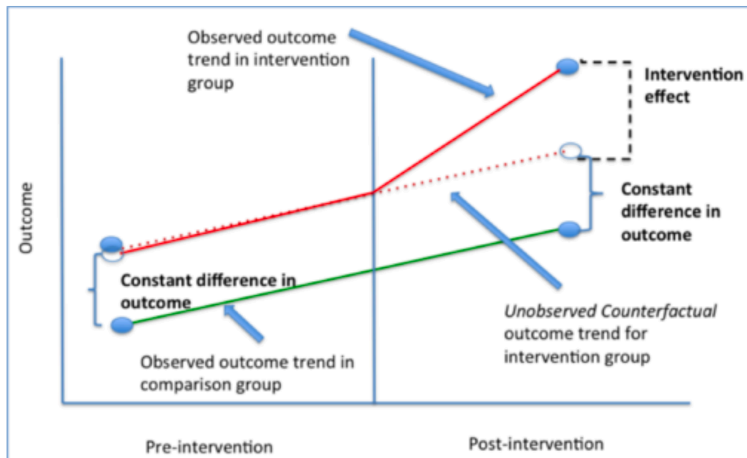 Observed outcome
trend in intervention
group
Intervention
effect
Constant difference in
outcome
Outcome
Constant difference in
outcome
Unobserved Counterfactual
outcome trend for
intervention group
Observed outcome trend in
comparison group
Pre-intervention
Post-intervention